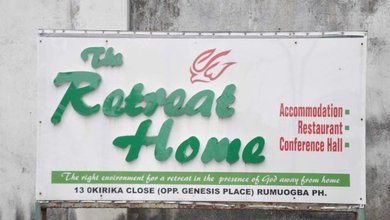 The
Retreat
Home
Accommodation
Restaurant
Conference Hall
The right environment for a retreat in the presence of God away from home
13 OKIRIKA CLOSE (OPP. GENESIS PLACE) RUMUOGBA PH.